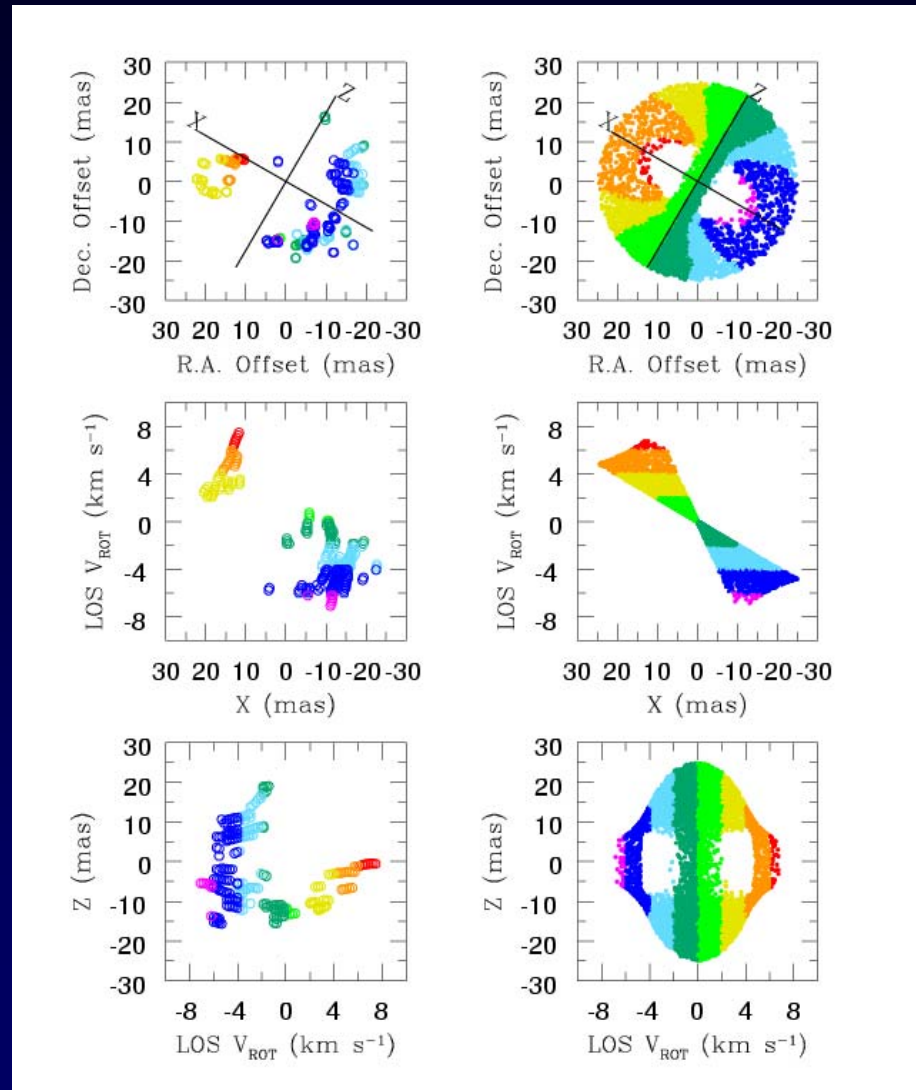 30
20
10
0
-10
-20
-30
Dec. Offset (mas)
X
Z
30 20 10 0 -10 -20 -30
R.A. Offset (mas)
30
20
10
0
-10
-20
-30
Dec. Offset (mas)
X
Z
30 20 10 0 -10 -20 -30
R.A. Offset (mas)
8
4
0
-4
-8
LOS V_ROT (km s⁻¹)
30 20 10 0 -10 -20 -30
X (mas)
8
4
0
-4
-8
LOS V_ROT (km s⁻¹)
30 20 10 0 -10 -20 -30
X (mas)
30
20
10
0
-10
-20
-30
Z (mas)
-8 -4 0 4 8
LOS V_ROT (km s⁻¹)
30
20
10
0
-10
-20
-30
Z (mas)
-8 -4 0 4 8
LOS V_ROT (km s⁻¹)